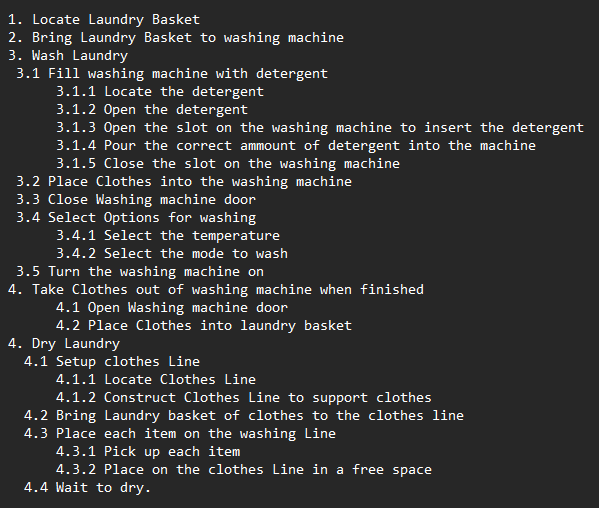 1. Locate Laundry Basket
2. Bring Laundry Basket to washing machine
3. Wash Laundry
3.1 Fill washing machine with detergent
3.1.1 Locate the detergent
3.1.2 Open the detergent
3.1.3 Open the slot on the washing machine to insert the detergent
3.1.4 Pour the correct ammount of detergent into the machine
3.1.5 Close the slot on the washing machine
3.2 Place Clothes into the washing machine
3.3 Close Washing machine door
3.4 Select Options for washing
3.4.1 Select the temperature
3.4.2 Select the mode to wash
3.5 Turn the washing machine on
4. Take Clothes out of washing machine when finished
4.1 Open Washing machine door
4.2 Place Clothes into laundry basket
4. Dry Laundry
4.1 Setup clothes Line
4.1.1 Locate Clothes Line
4.1.2 Construct Clothes Line to support clothes
4.2 Bring Laundry basket of clothes to the clothes line
4.3 Place each item on the washing Line
4.3.1 Pick up each item
4.3.2 Place on the clothes Line in a free space
4.4 Wait to dry.